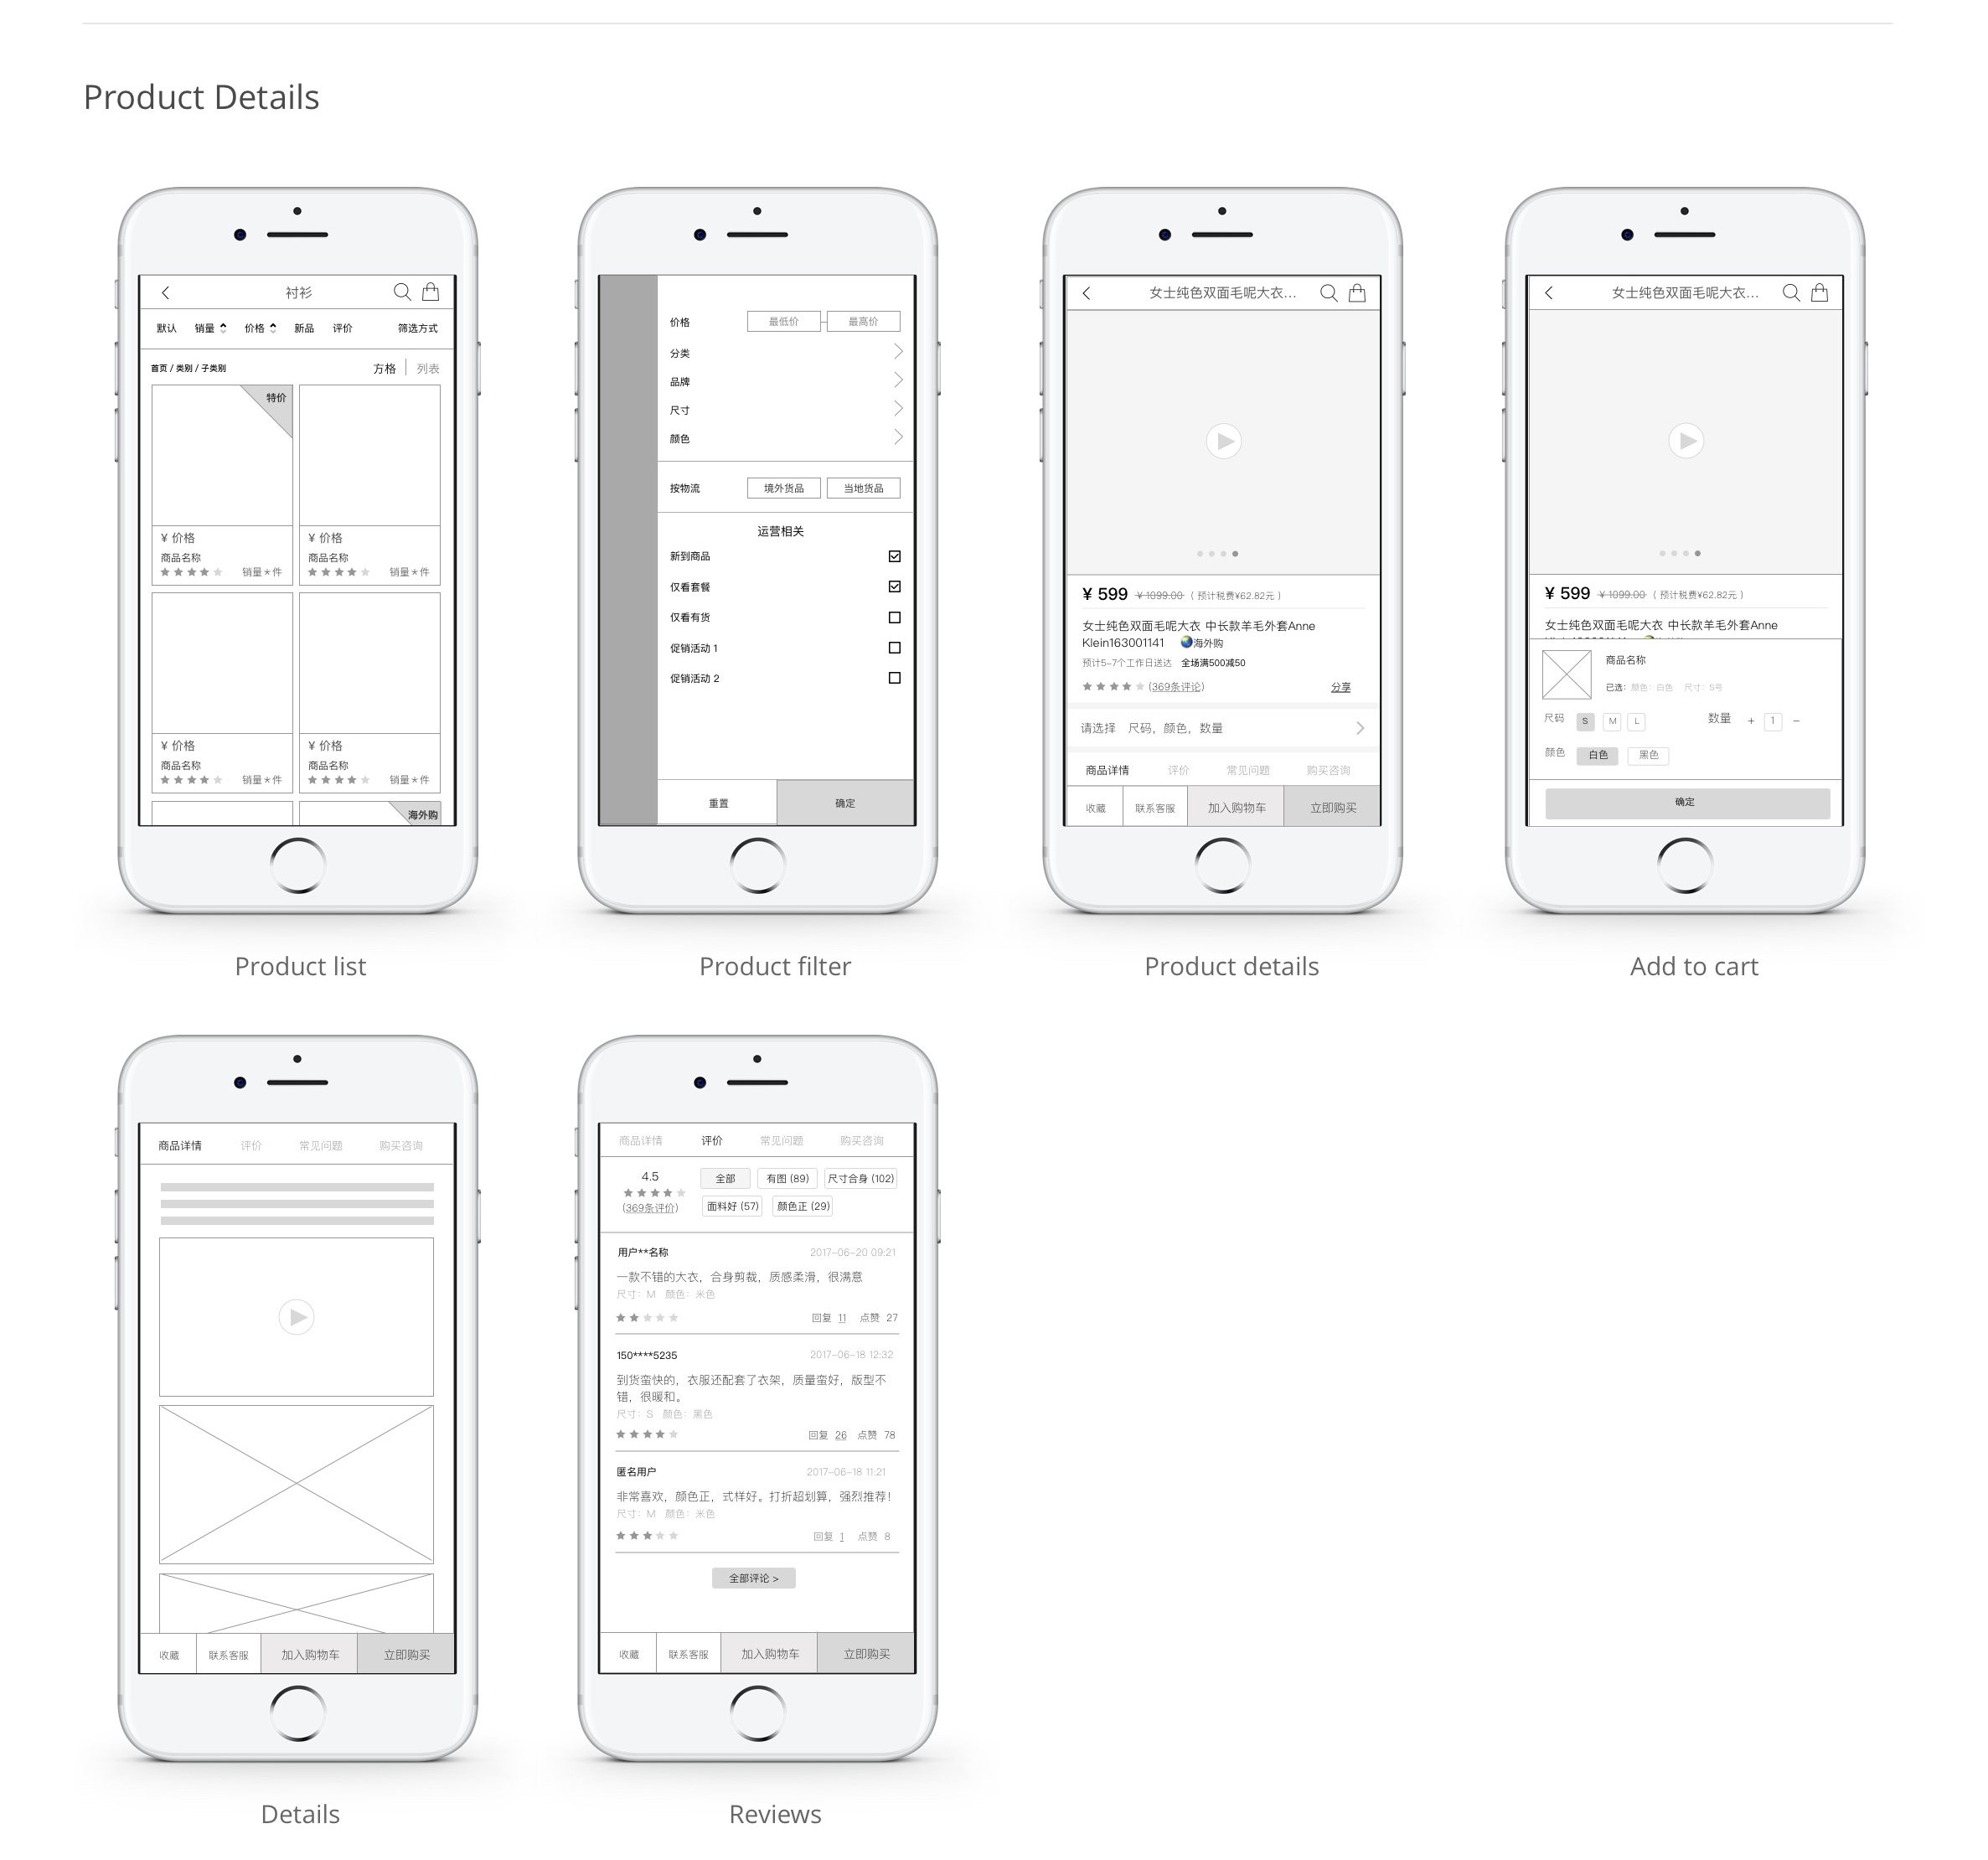 Product Details
衬衫
默认 销量 价格 新品 评价 筛选方式
首页 / 类别 / 子类别 方格 列表
特价
¥ 价格 ¥ 价格
商品名称 商品名称
销量*件 销量*件
¥ 价格 ¥ 价格
商品名称 商品名称
销量*件 销量*件
海外购
Product list
价格 最低价 最高价
分类
品牌
尺寸
颜色
按物流 境外货品 当地货品
运营相关
新到商品
仅看套餐
仅看有货
促销活动 1
促销活动 2
重置 确定
Product filter
女士纯色双面毛呢大衣...
¥ 599 ¥ 1099.00 ( 预计税费¥62.82元 )
女士纯色双面毛呢大衣 中长款羊毛外套Anne
Klein163001141 海外购
预计5-7个工作日送达 全场满500减50
(369条评论) 分享
请选择 尺码，颜色，数量
商品详情 评价 常见问题 购买咨询
收藏 联系客服 加入购物车 立即购买
Product details
女士纯色双面毛呢大衣...
¥ 599 ¥ 1099.00 ( 预计税费¥62.82元 )
女士纯色双面毛呢大衣 中长款羊毛外套Anne
商品名称
已选：颜色：白色 尺寸：S号
尺码 S M L 数量 + 1 −
颜色 白色 黑色
确定
Add to cart
商品详情 评价 常见问题 购买咨询
收藏 联系客服 加入购物车 立即购买
Details
商品详情 评价 常见问题 购买咨询
4.5 全部 有图 (89) 尺寸合身 (102)
(369条评价) 面料好 (57) 颜色正 (29)
用户**名称 2017-06-20 09:21
一款不错的大衣，合身剪裁，质感柔滑，很满意
尺寸：M 颜色：米色
回复 11 点赞 27
150****5235 2017-06-18 12:32
到货蛮快的，衣服还配套了衣架，质量蛮好，版型不
错，很暖和。
尺寸：S 颜色：黑色
回复 26 点赞 78
匿名用户 2017-06-18 11:21
非常喜欢，颜色正，式样好。打折超划算，强烈推荐！
尺寸：M 颜色：米色
回复 1 点赞 8
全部评论 >
收藏 联系客服 加入购物车 立即购买
Reviews